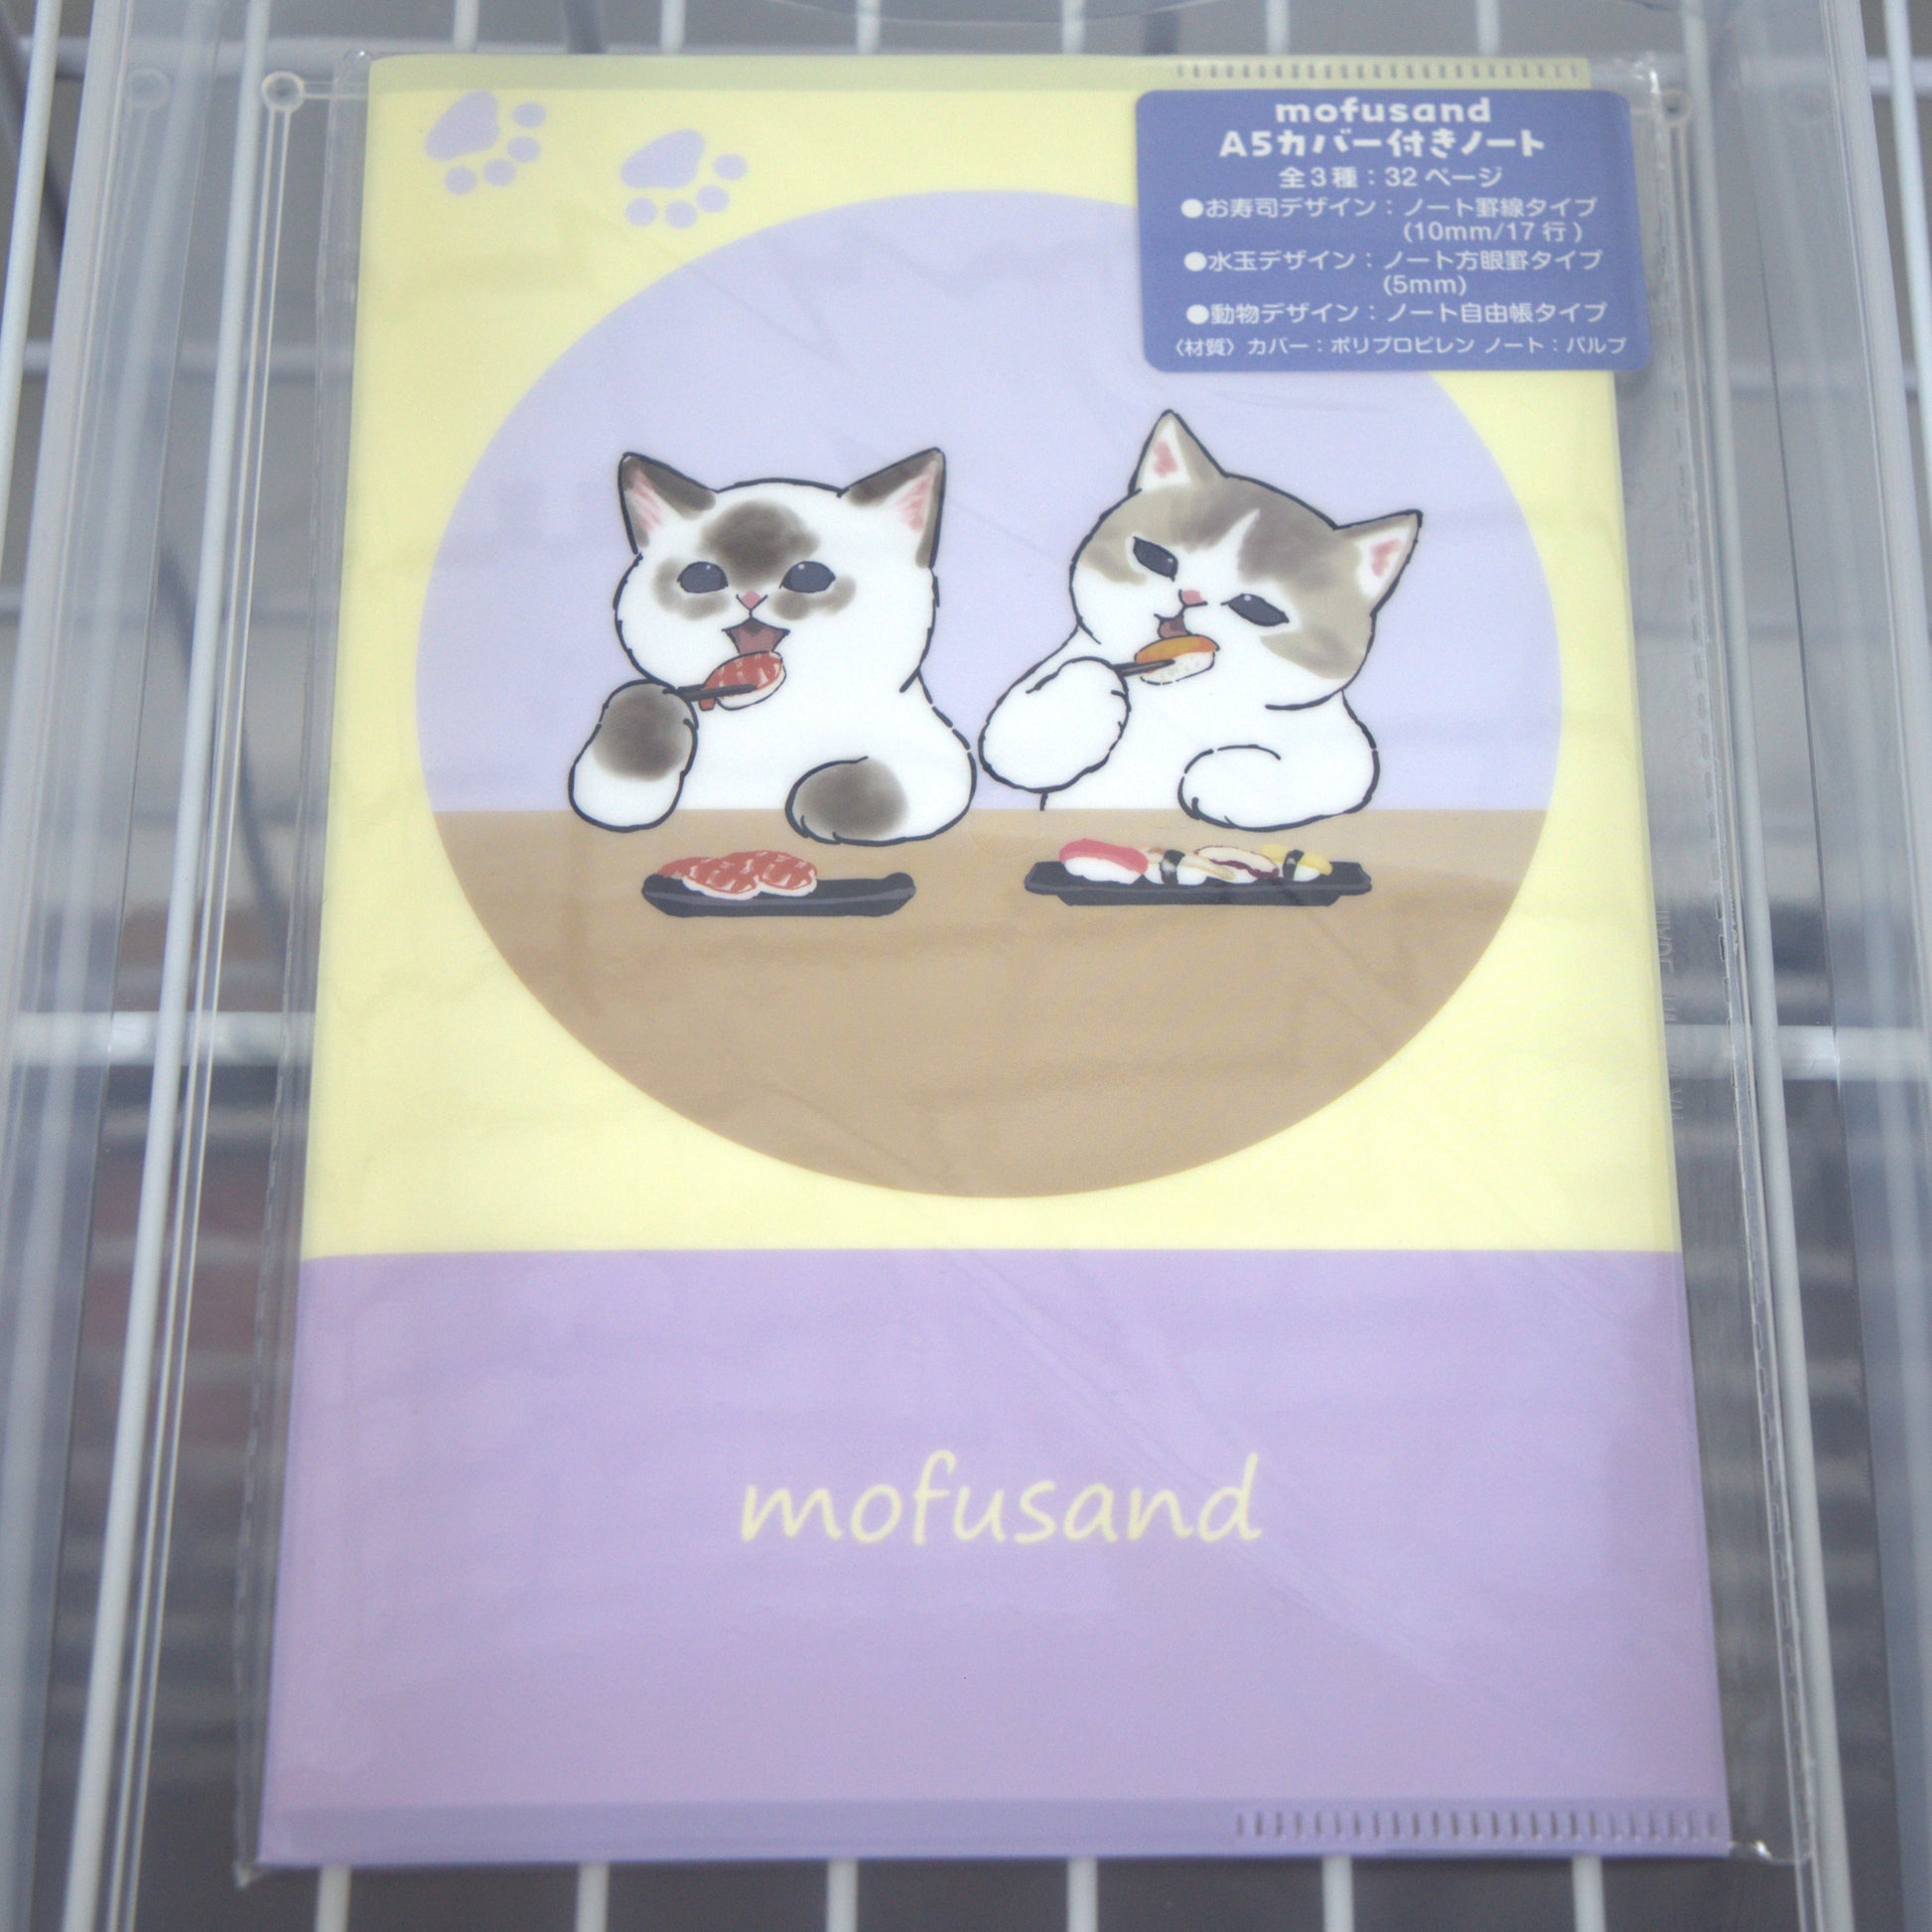 mofusand
A5カバー付きノート
全3種：32ページ
●お寿司デザイン：ノート罫線タイプ
(10mm/17行)
●水玉デザイン：ノート方眼罫タイプ
(5mm)
●動物デザイン：ノート自由帳タイプ
〈材質〉カバー：ポリプロピレン ノート：パルプ
mofusand